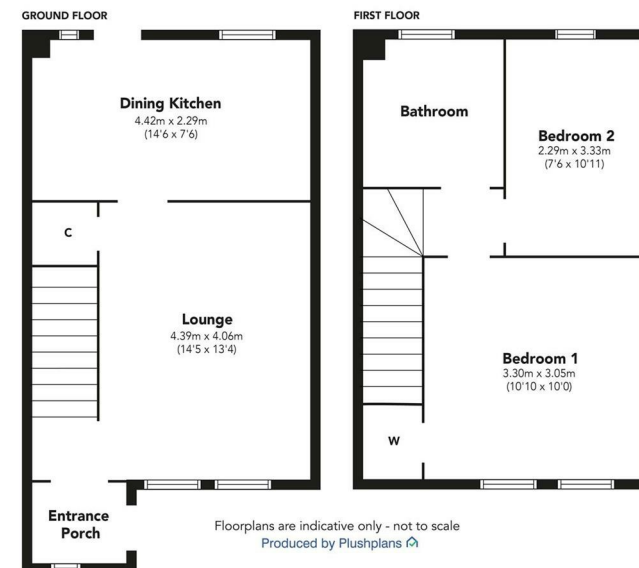 GROUND FLOOR
FIRST FLOOR
Dining Kitchen
4.42m x 2.29m
(14'6 x 7'6)
Bathroom
Bedroom 2
2.29m x 3.33m
(7'6 x 10'11)
C
Lounge
4.39m x 4.06m
(14'5 x 13'4)
Bedroom 1
3.30m x 3.05m
(10'10 x 10'0)
W
Entrance
Porch
Floorplans are indicative only - not to scale
Produced by Plushplans